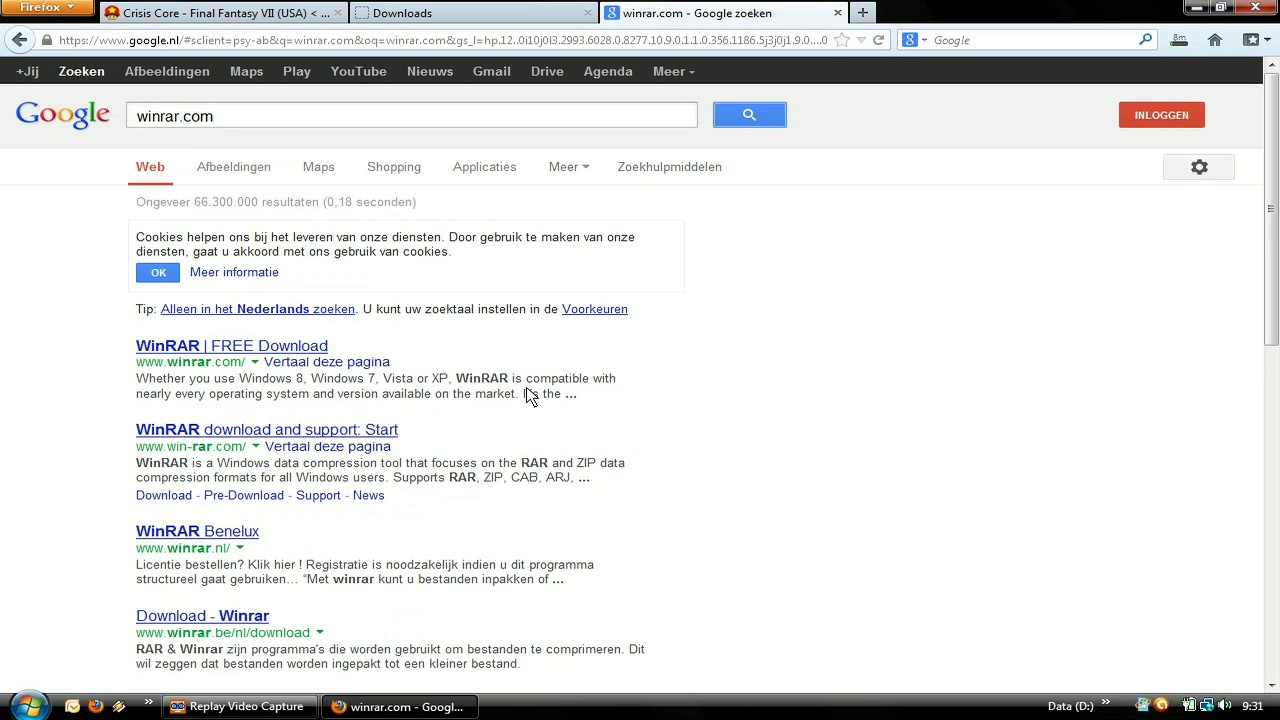 Firefox
Crisis Core - Final Fantasy VII (USA) < ...
Downloads
winrar.com - Google zoeken
https://www.google.nl/#sclient=psy-ab&q=winrar.com&oq=winrar.com&gs_l=hp.12..0i10j0l3.2993.6028.0.8277.10.9.0.1.1.0.356.1186.5j3j0j1.9.0....0
Google
8m
+Jij Zoeken Afbeeldingen Maps Play YouTube Nieuws Gmail Drive Agenda Meer
Google
winrar.com
INLOGGEN
Web Afbeeldingen Maps Shopping Applicaties Meer Zoekhulpmiddelen
Ongeveer 66.300.000 resultaten (0,18 seconden)
Cookies helpen ons bij het leveren van onze diensten. Door gebruik te maken van onze
diensten, gaat u akkoord met ons gebruik van cookies.
OK Meer informatie
Tip: Alleen in het Nederlands zoeken. U kunt uw zoektaal instellen in de Voorkeuren
WinRAR | FREE Download
www.winrar.com/ Vertaal deze pagina
Whether you use Windows 8, Windows 7, Vista or XP, WinRAR is compatible with
nearly every operating system and version available on the market. the ...
WinRAR download and support: Start
www.win-rar.com/ Vertaal deze pagina
WinRAR is a Windows data compression tool that focuses on the RAR and ZIP data
compression formats for all Windows users. Supports RAR, ZIP, CAB, ARJ, ...
Download - Pre-Download - Support - News
WinRAR Benelux
www.winrar.nl/
Licentie bestellen? Klik hier ! Registratie is noodzakelijk indien u dit programma
structureel gaat gebruiken... “Met winrar kunt u bestanden inpakken of ...
Download - Winrar
www.winrar.be/nl/download
RAR & Winrar zijn programma's die worden gebruikt om bestanden te comprimeren. Dit
wil zeggen dat bestanden worden ingepakt tot een kleiner bestand.
Replay Video Capture
winrar.com - Googl...
Data (D:)
9:31